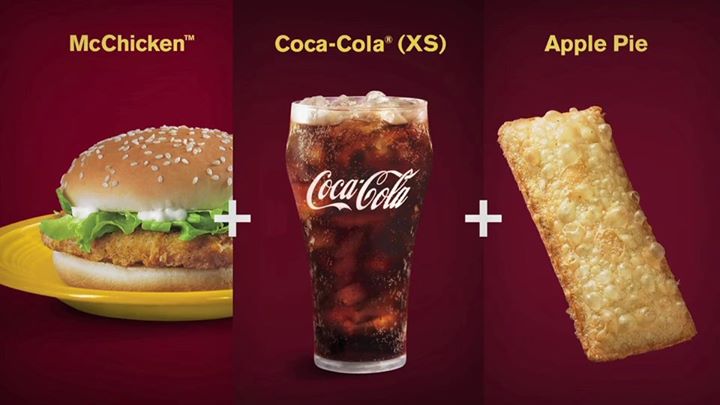 McChicken™
Coca-Cola® (XS)
Apple Pie
Coca-Cola
+
+